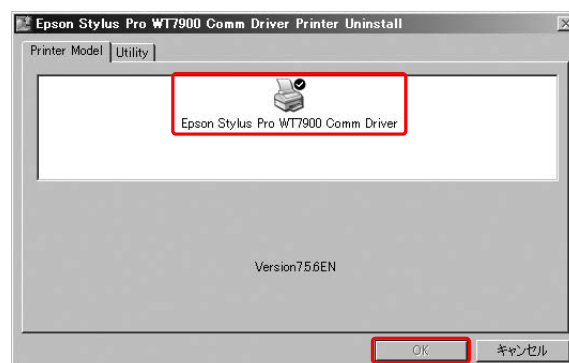 Epson Stylus Pro WT7900 Comm Driver Printer Uninstall
Printer Model Utility
Epson Stylus Pro WT7900 Comm Driver
Version7.5.6EN
OK キャンセル